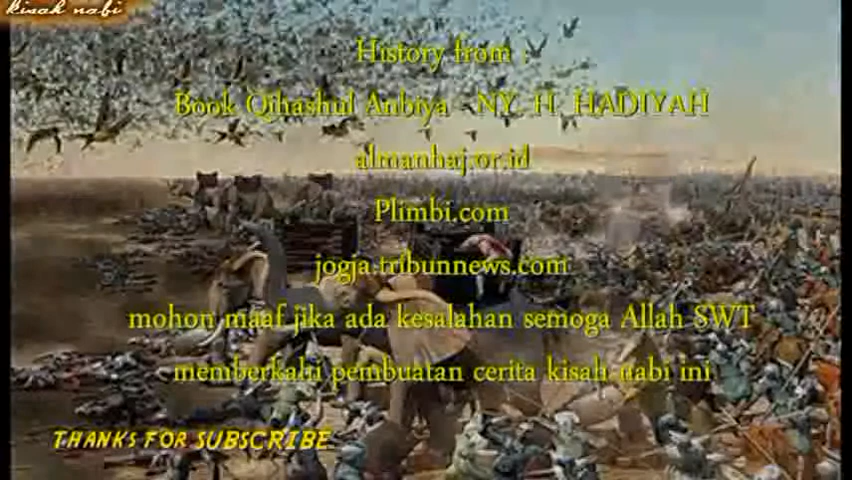 kisah nabi
History from :
Book Qihashul Anbiya - NY. H. HADIYAH
almanhaj.or.id
Plimbi.com
jogja.tribunnews.com
mohon maaf jika ada kesalahan semoga Allah SWT
memberkahi pembuatan cerita kisah nabi ini
THANKS FOR SUBSCRIBE